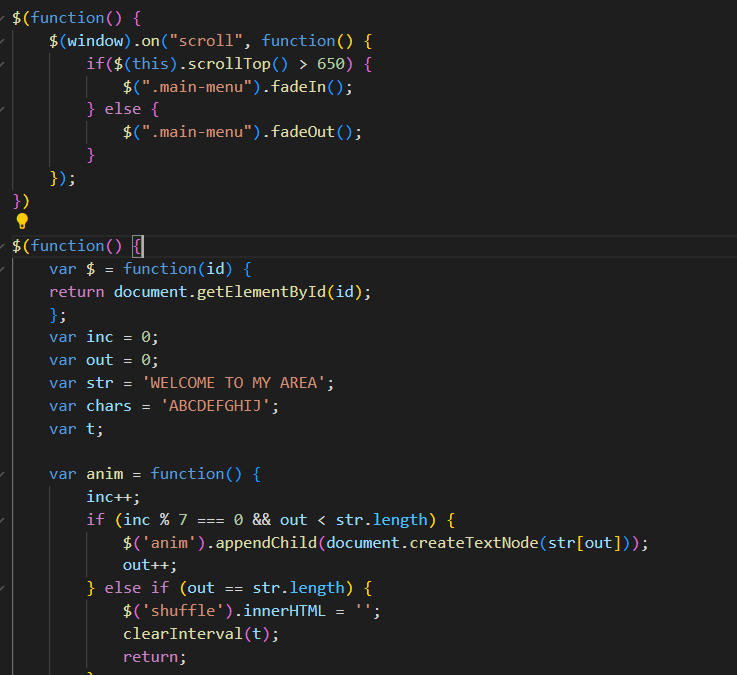 $(function() {
    $(window).on("scroll", function() {
        if($(this).scrollTop() > 650) {
            $(".main-menu").fadeIn();
        } else {
            $(".main-menu").fadeOut();
        }
    });
})
$(function() {
    var $ = function(id) {
    return document.getElementById(id);
    };
    var inc = 0;
    var out = 0;
    var str = 'WELCOME TO MY AREA';
    var chars = 'ABCDEFGHIJ';
    var t;
    var anim = function() {
        inc++;
        if (inc % 7 === 0 && out < str.length) {
            $('anim').appendChild(document.createTextNode(str[out]));
            out++;
        } else if (out == str.length) {
            $('shuffle').innerHTML = '';
            clearInterval(t);
            return;